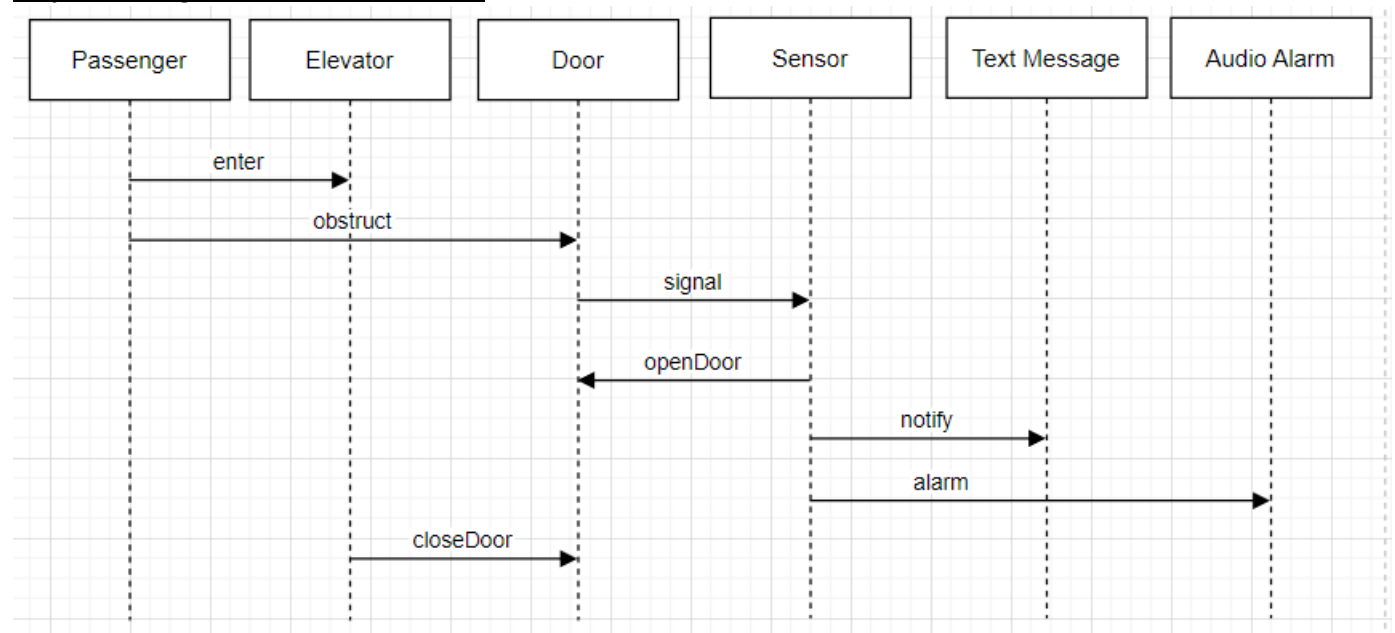 Passenger
Elevator
Door
Sensor
Text Message
Audio Alarm
enter
obstruct
signal
openDoor
notify
alarm
closeDoor